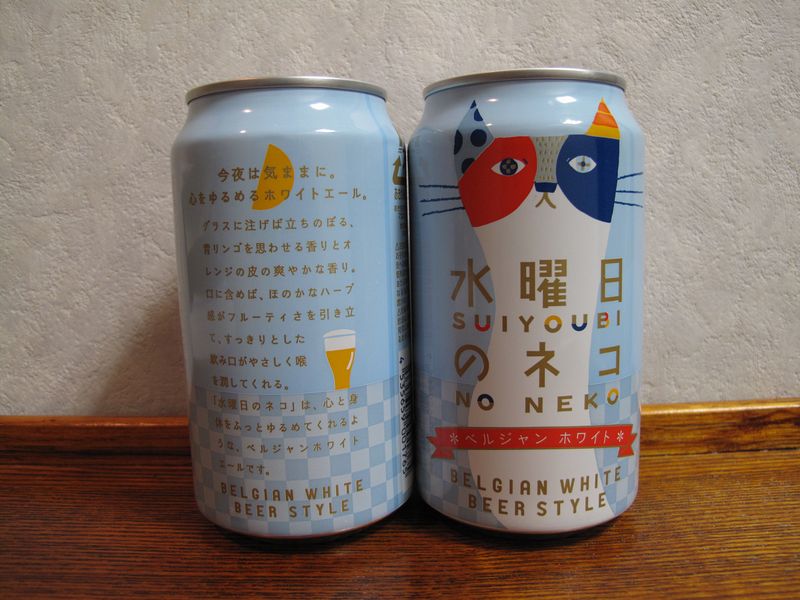 今夜は気ままに。
心をゆるめるホワイトエール。
グラスに注げば立ちのぼる、
青リンゴを思わせる香りとオ
レンジの皮の爽やかな香り。
口に含めば、ほのかなハーブ
感がフルーティさを引き立
て、すっきりとした
飲み口がやさしく喉
を潤してくれる。
「水曜日のネコ」は、心と身
体をふっとゆるめてくれるよ
うな、ベルジャンホワイト
エールです。
BELGIAN WHITE
BEER STYLE
水曜日
SUIYOUBI
のネコ
NO NEKO
*ベルジャン ホワイト*
BELGIAN WHITE
BEER STYLE